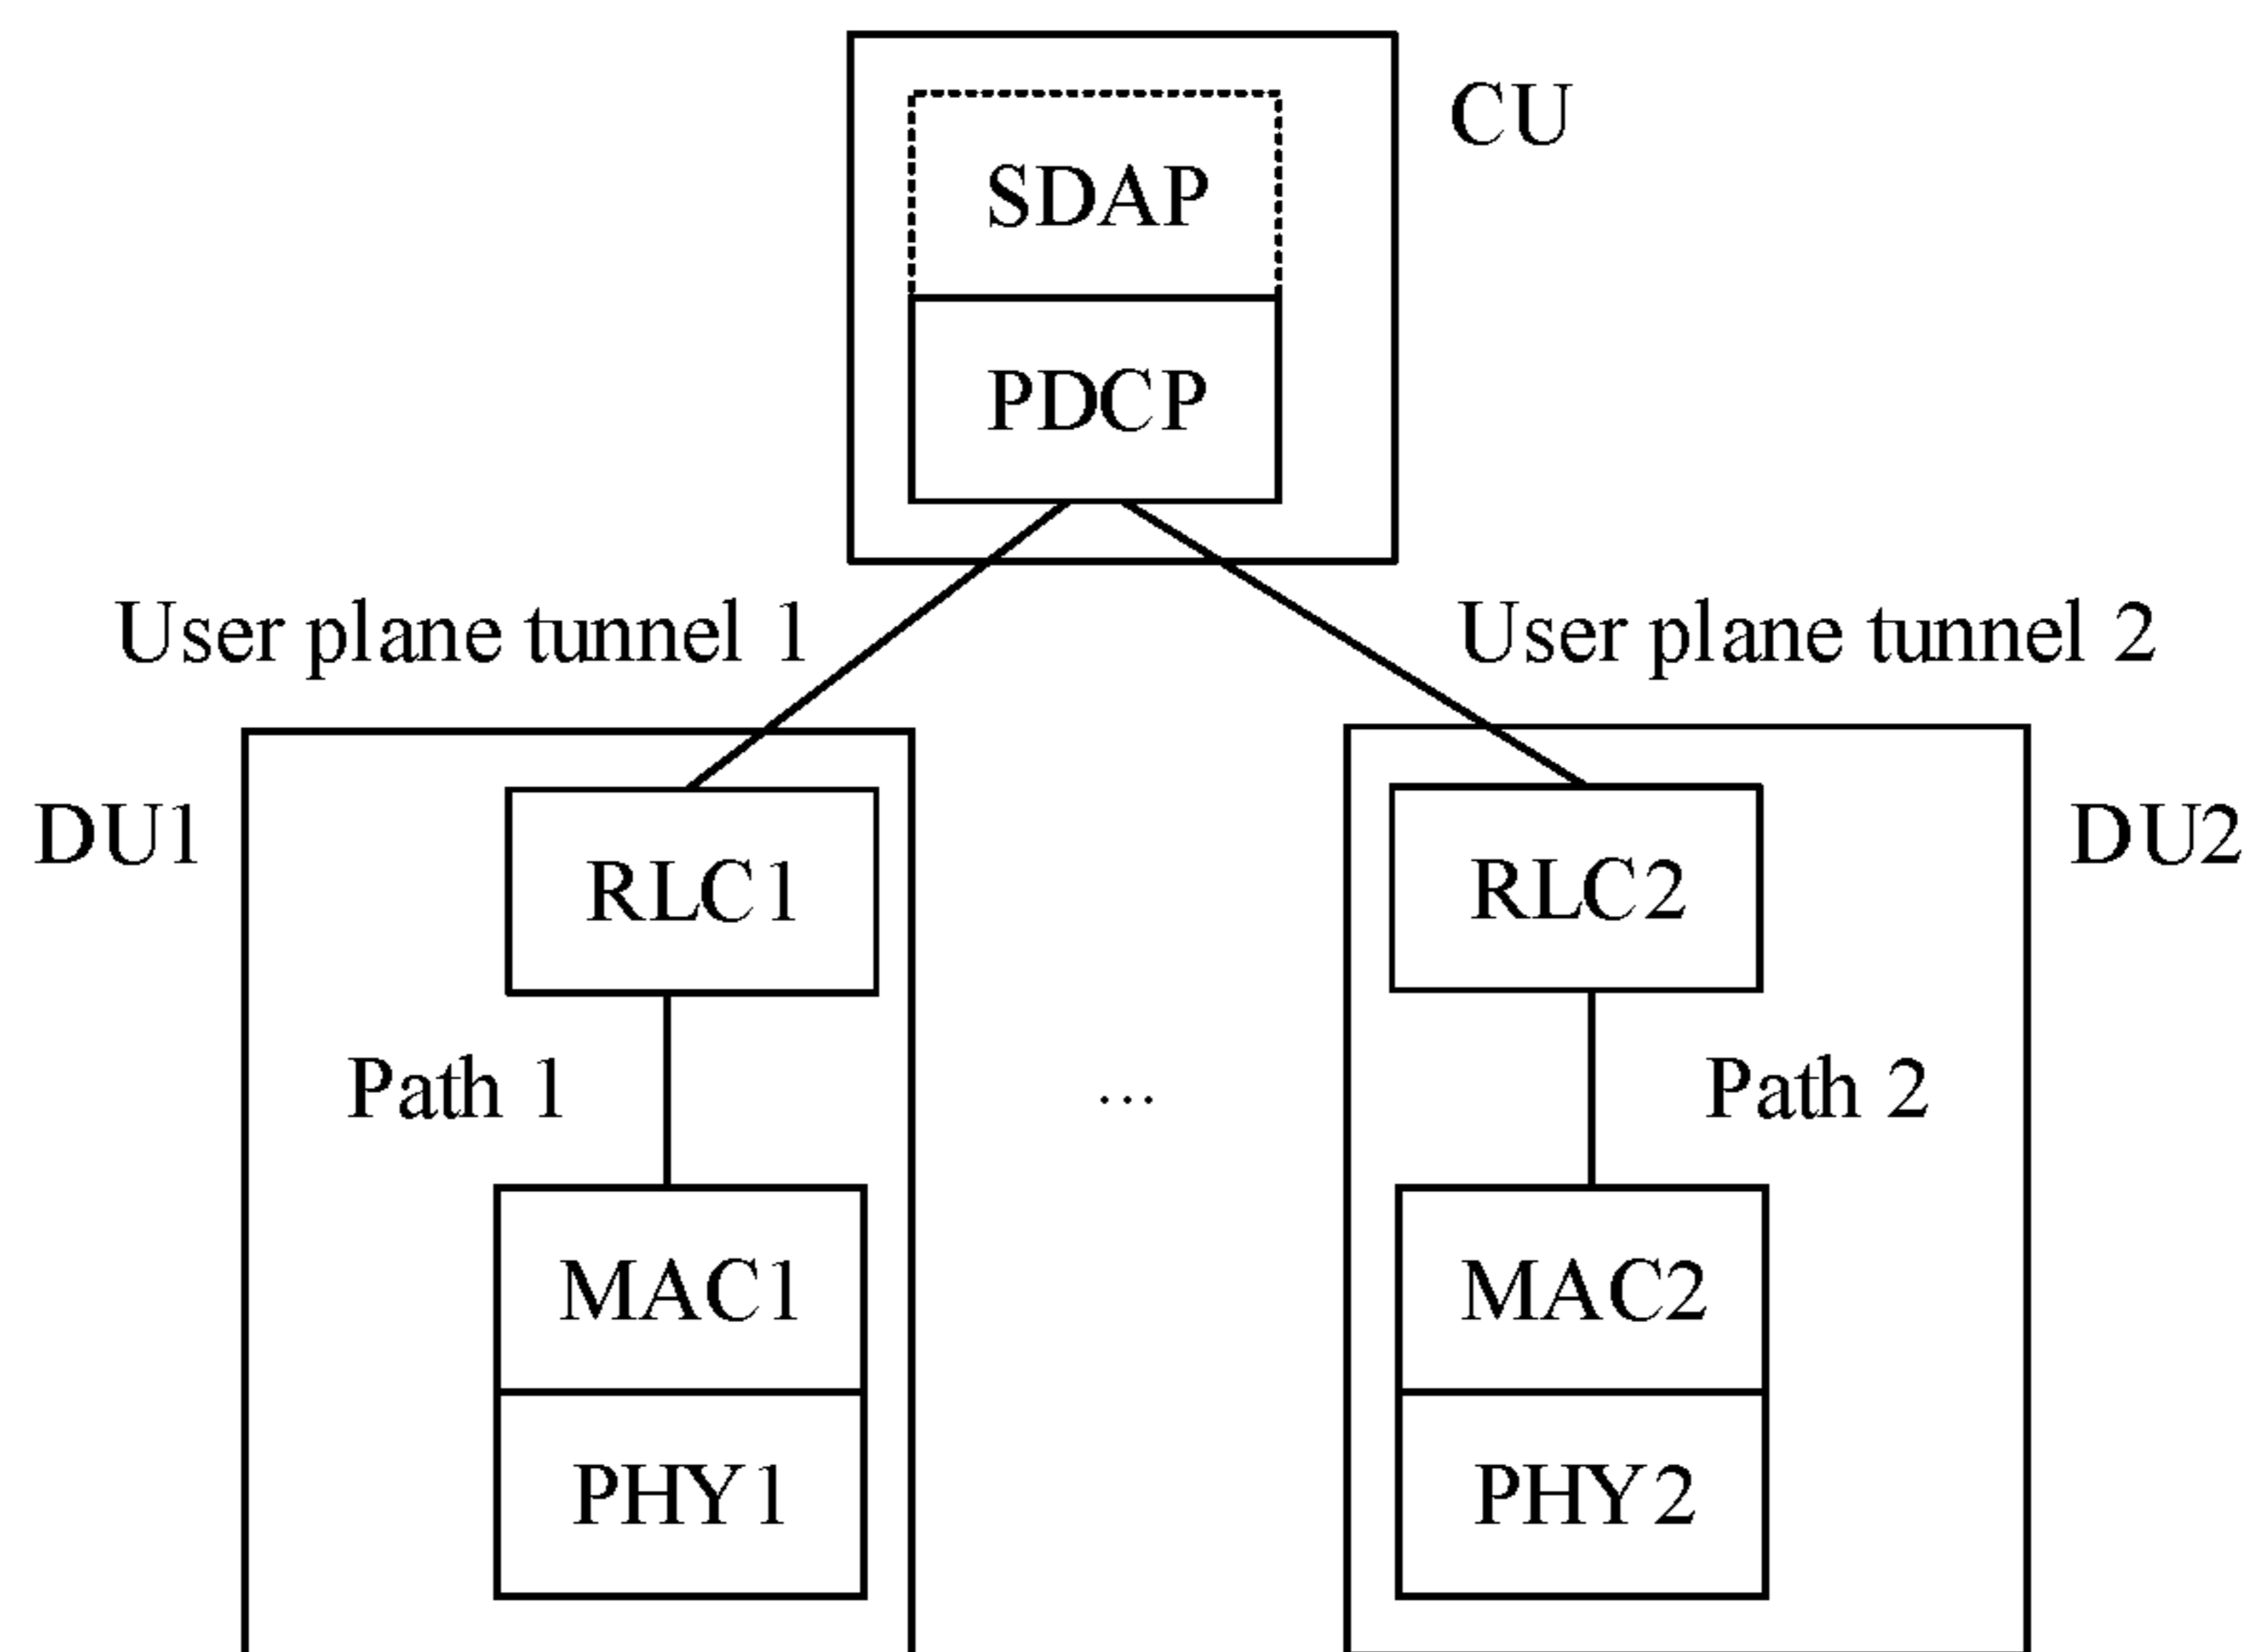 CU
SDAP
PDCP
User plane tunnel 1
User plane tunnel 2
DU1
RLC1
RLC2
DU2
Path 1
...
Path 2
MAC1
MAC2
PHY1
PHY2